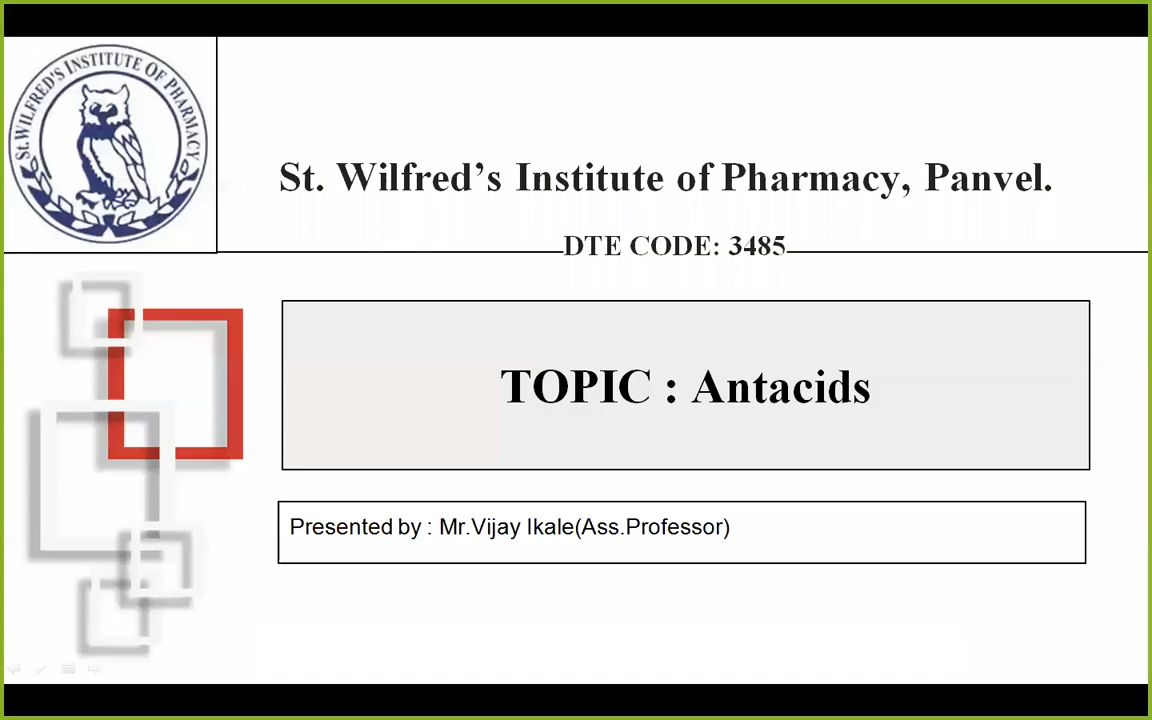 St.WILFRED'S INSTITUTE OF PHARMACY
St. Wilfred’s Institute of Pharmacy, Panvel.
DTE CODE: 3485
TOPIC : Antacids
Presented by : Mr.Vijay Ikale(Ass.Professor)